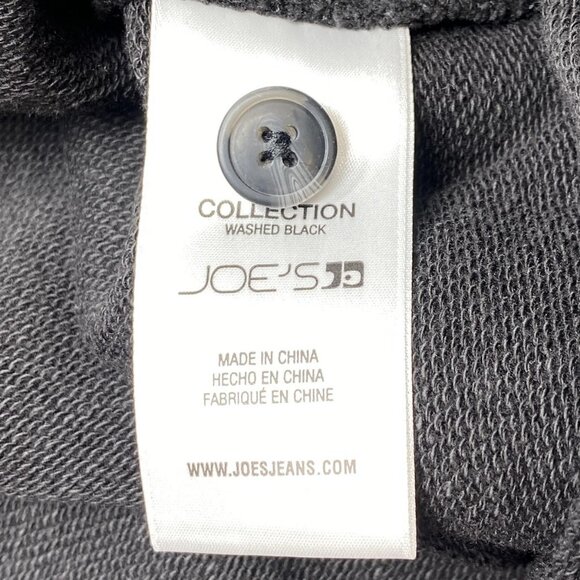 COLLECTION
WASHED BLACK
JOE'S
MADE IN CHINA
HECHO EN CHINA
FABRIQUÉ EN CHINE
WWW.JOESJEANS.COM